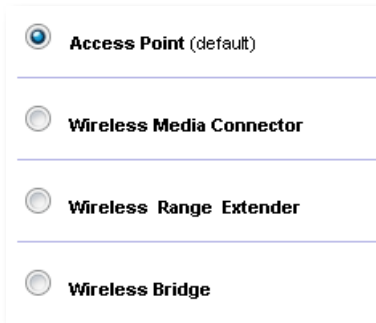 Access Point (default)
Wireless Media Connector
Wireless Range Extender
Wireless Bridge